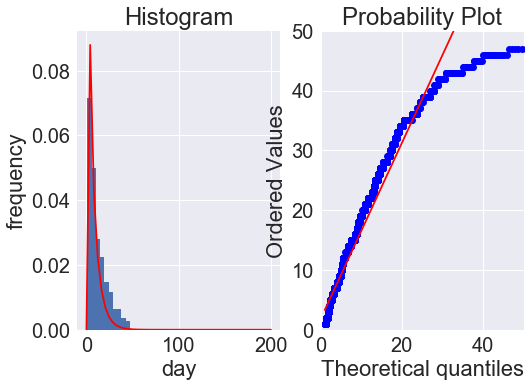 Histogram
frequency
0.08
0.06
0.04
0.02
0.00
0
100
200
day
Probability Plot
Ordered Values
50
40
30
20
10
0
0
20
40
Theoretical quantiles